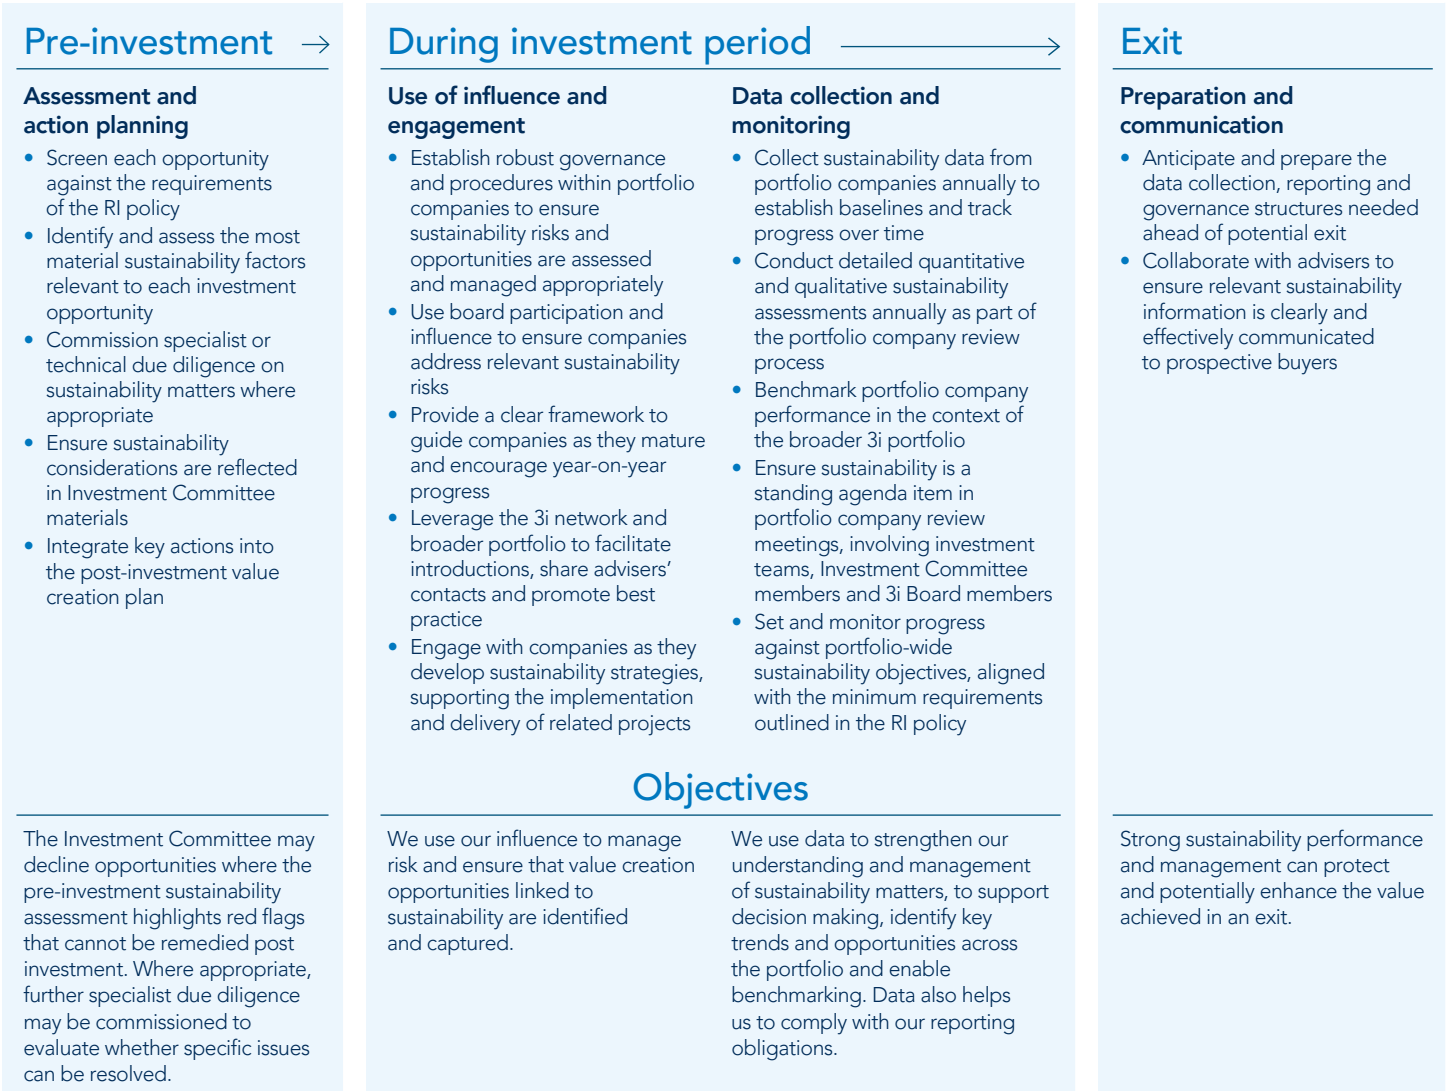 Pre-investment
Assessment and
action planning
• Screen each opportunity
against the requirements
of the RI policy
• Identify and assess the most
material sustainability factors
relevant to each investment
opportunity
• Commission specialist or
technical due diligence on
sustainability matters where
appropriate
• Ensure sustainability
considerations are reflected
in Investment Committee
materials
• Integrate key actions into
the post-investment value
creation plan
During investment period
Use of influence and
engagement
• Establish robust governance
and procedures within portfolio
companies to ensure
sustainability risks and
opportunities are assessed
and managed appropriately
• Use board participation and
influence to ensure companies
address relevant sustainability
risks
• Provide a clear framework to
guide companies as they mature
and encourage year-on-year
progress
• Leverage the 3i network and
broader portfolio to facilitate
introductions, share advisers’
contacts and promote best
practice
• Engage with companies as they
develop sustainability strategies,
supporting the implementation
and delivery of related projects
Data collection and
monitoring
• Collect sustainability data from
portfolio companies annually to
establish baselines and track
progress over time
• Conduct detailed quantitative
and qualitative sustainability
assessments annually as part of
the portfolio company review
process
• Benchmark portfolio company
performance in the context of
the broader 3i portfolio
• Ensure sustainability is a
standing agenda item in
portfolio company review
meetings, involving investment
teams, Investment Committee
members and 3i Board members
• Set and monitor progress
against portfolio-wide
sustainability objectives, aligned
with the minimum requirements
outlined in the RI policy
Exit
Preparation and
communication
• Anticipate and prepare the
data collection, reporting and
governance structures needed
ahead of potential exit
• Collaborate with advisers to
ensure relevant sustainability
information is clearly and
effectively communicated
to prospective buyers
Objectives
The Investment Committee may
decline opportunities where the
pre-investment sustainability
assessment highlights red flags
that cannot be remedied post
investment. Where appropriate,
further specialist due diligence
may be commissioned to
evaluate whether specific issues
can be resolved.
We use our influence to manage
risk and ensure that value creation
opportunities linked to
sustainability are identified
and captured.
We use data to strengthen our
understanding and management
of sustainability matters, to support
decision making, identify key
trends and opportunities across
the portfolio and enable
benchmarking. Data also helps
us to comply with our reporting
obligations.
Strong sustainability performance
and management can protect
and potentially enhance the value
achieved in an exit.